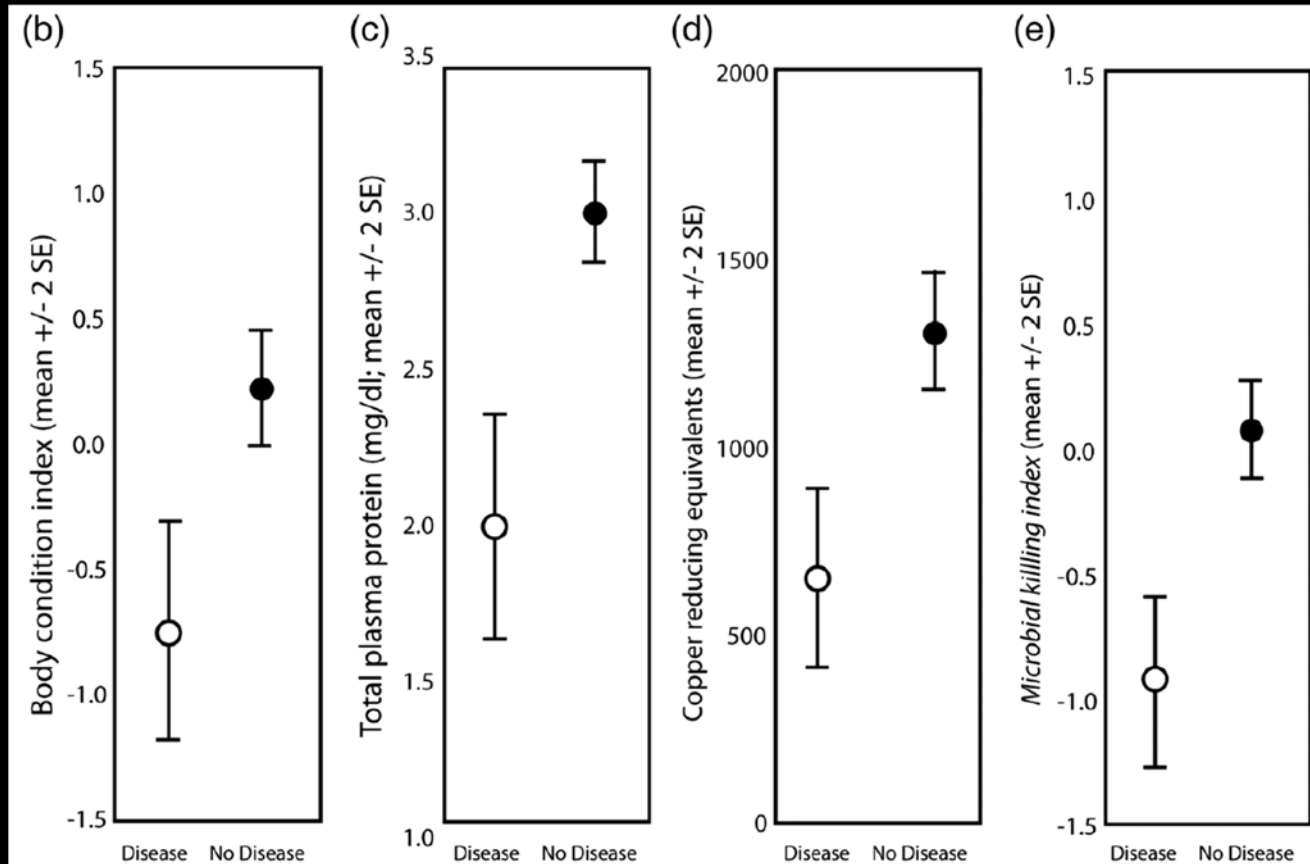 (b)
Body condition index (mean +/- 2 SE)
1.5
1.0
0.5
0.0
-0.5
-1.0
-1.5
Disease No Disease
(c)
Total plasma protein (mg/dl; mean +/- 2 SE)
3.5
3.0
2.5
2.0
1.5
1.0
Disease No Disease
(d)
Copper reducing equivalents (mean +/- 2 SE)
2000
1500
1000
500
0
Disease No Disease
(e)
Microbial killling index (mean +/- 2 SE)
1.5
1.0
0.5
0.0
-0.5
-1.0
-1.5
Disease No Disease